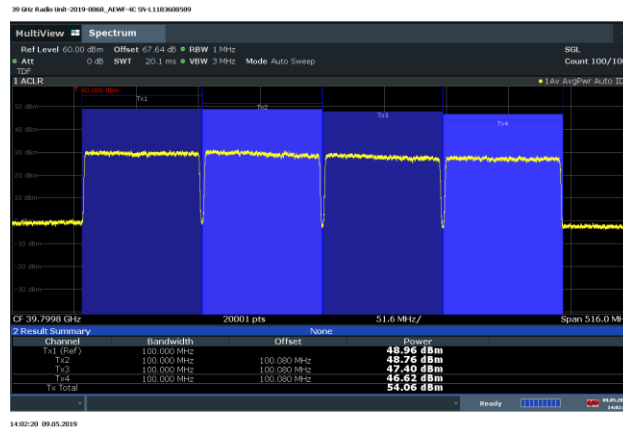 39 GHz Radio Unit-2019-0068_AEWF-4C SN-L1183608509
MultiView Spectrum
Ref Level 60.00 dBm Offset 67.64 dB RBW 1 MHz SGL
Att 0 dB SWT 20.1 ms VBW 3 MHz Mode Auto Sweep Count 100/100
TDF
1 ACLR 1Av AvgPwr Auto ID
60.000 dBm
Tx1
Tx2
Tx3
Tx4
50 dBm
40 dBm
30 dBm
20 dBm
10 dBm
-10 dBm
-20 dBm
-30 dBm
CF 39.7998 GHz 20001 pts 51.6 MHz/ Span 516.0 MH
2 Result Summary None
Channel Bandwidth Offset Power
Tx1 (Ref) 100.000 MHz 48.96 dBm
Tx2 100.000 MHz 100.080 MHz 48.76 dBm
Tx3 100.000 MHz 100.080 MHz 47.40 dBm
Tx4 100.000 MHz 100.080 MHz 46.62 dBm
Tx Total 54.06 dBm
Ready 09.05.20
14:02:
14:02:20 09.05.2019